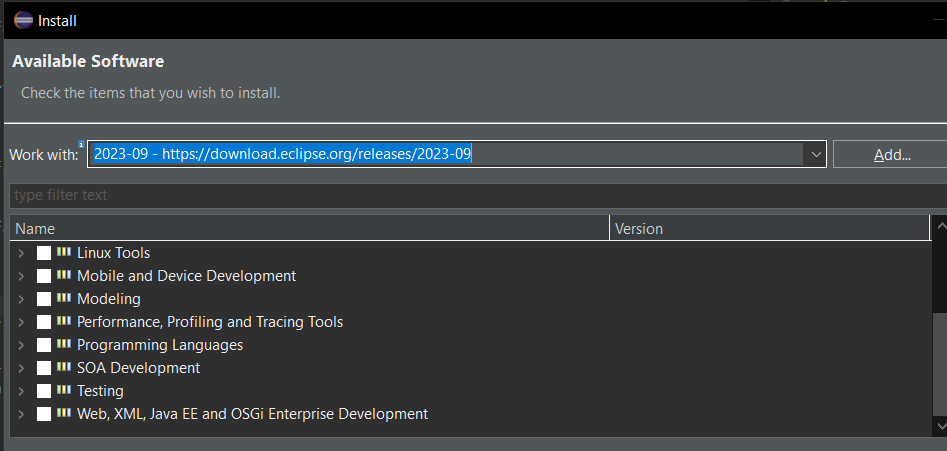 Install
Available Software
Check the items that you wish to install.
Work with: 2023-09 - https://download.eclipse.org/releases/2023-09 Add...
type filter text
Name Version
Linux Tools
Mobile and Device Development
Modeling
Performance, Profiling and Tracing Tools
Programming Languages
SOA Development
Testing
Web, XML, Java EE and OSGi Enterprise Development